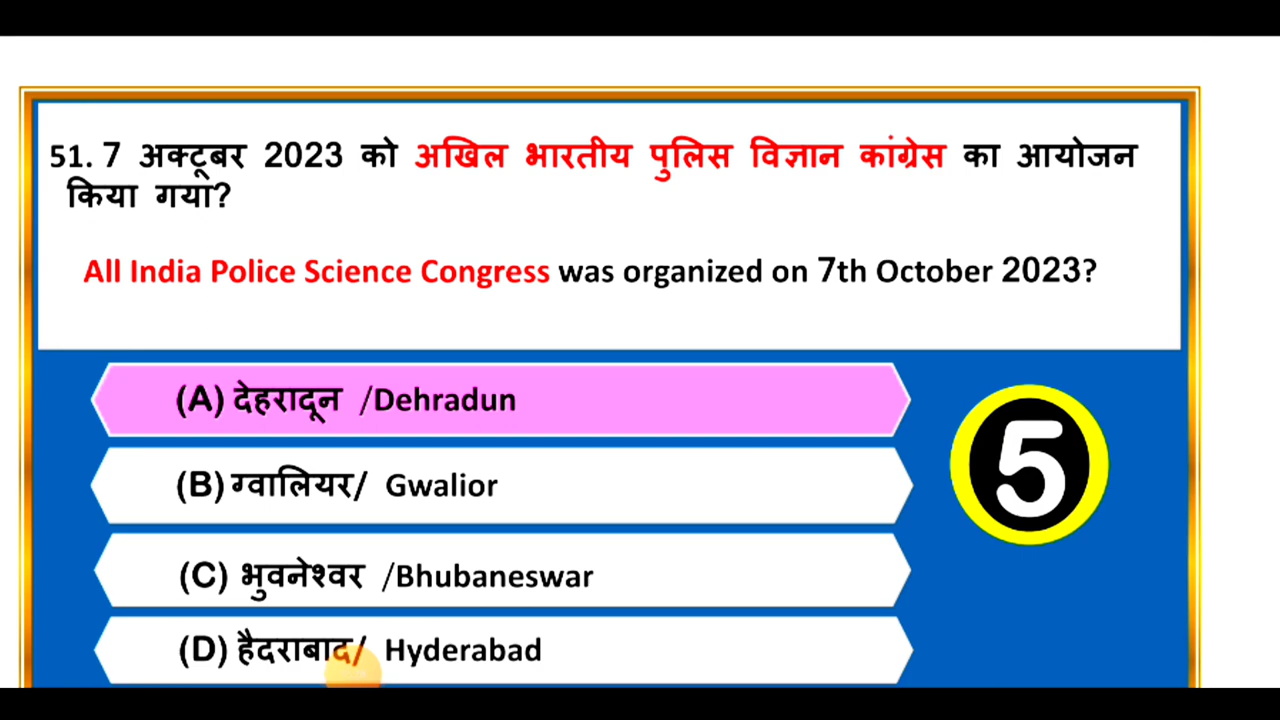 51. 7 अक्टूबर 2023 को अखिल भारतीय पुलिस विज्ञान कांग्रेस का आयोजन
किया गया?
All India Police Science Congress was organized on 7th October 2023?
(A) देहरादून /Dehradun
(B) ग्वालियर/ Gwalior
5
(C) भुवनेश्वर /Bhubaneswar
(D) हैदराबाद/ Hyderabad